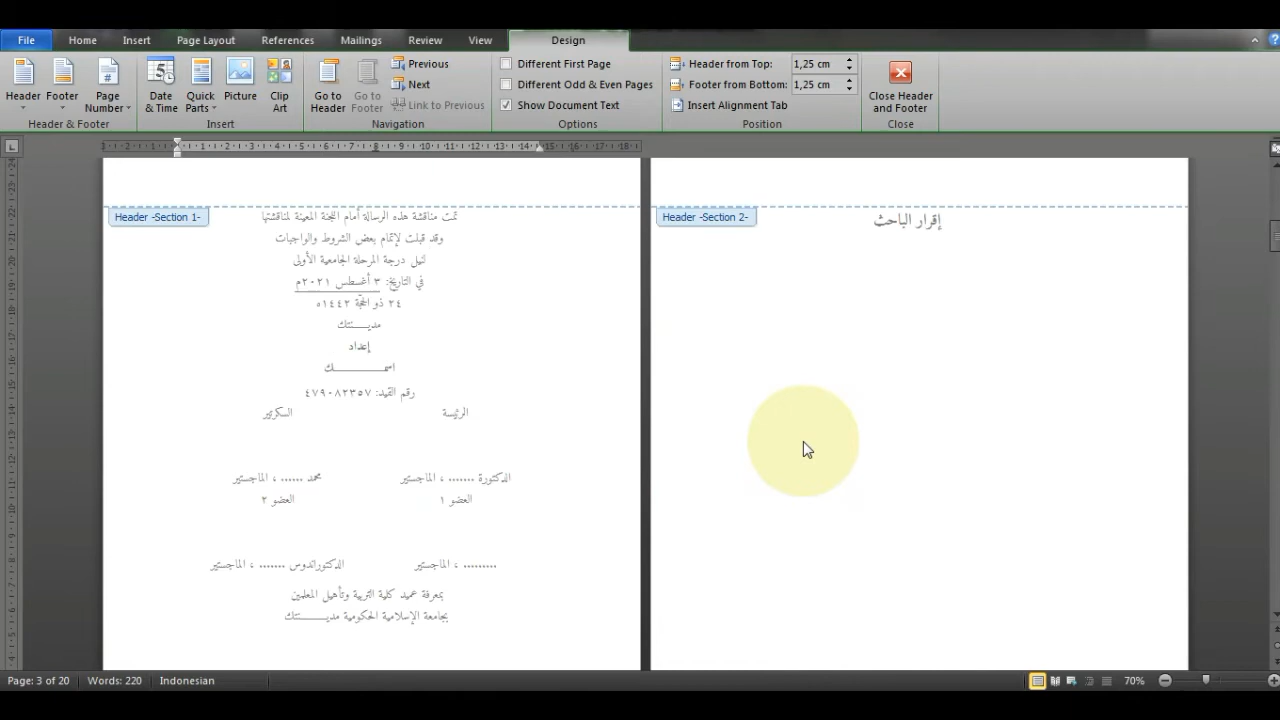 File Home Insert Page Layout References Mailings Review View Design
Header Footer Page Number
Header & Footer
Date & Time Quick Parts Picture Clip Art
Insert
Go to Header Go to Footer Previous Next Link to Previous
Navigation
Different First Page
Different Odd & Even Pages
Show Document Text
Options
Header from Top: 1,25 cm
Footer from Bottom: 1,25 cm
Insert Alignment Tab
Position
Close Header and Footer
Close
Header -Section 1-
تمت مناقشة هذه الرسالة أمام اللجنة المعينة لمناقشتها
وقد قبلت لإتمام بعض الشروط والواجبات
لنيل درجة المرحلة الجامعية الأولى
في التاريخ: ٣ أغسطس ٢٠٢١م
٢٤ ذو الحجّة ١٤٤٢ه
مديـــــنتك
إعداد
اسمـــــــــــــك
رقم القيد: ٤٧٩٠٨٢٣٥٧
الرئيسة السكرتير
الدكتورة ....... ، الماجستير محمد ...... ، الماجستير
العضو ١ العضو ٢
......... ، الماجستير الدكتوراندوس ....... ، الماجستير
بمعرفة عميد كلية التربية وتأهيل المعلمين
بجامعة الإسلامية الحكومية مديـــــــنتك
Header -Section 2-
إقرار الباحث
Page: 3 of 20 Words: 220 Indonesian 70%